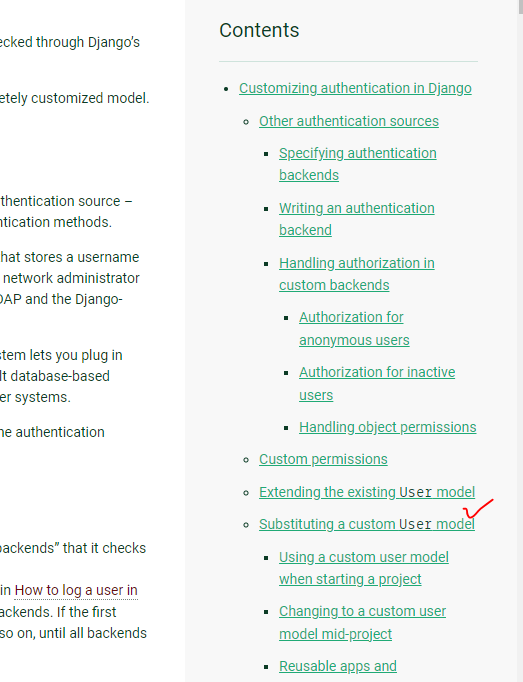 ecked through Django’s
etely customized model.
thentication source –
ntication methods.
hat stores a username
network administrator
DAP and the Django-
stem lets you plug in
lt database-based
er systems.
he authentication
backends” that it checks
in How to log a user in
ackends. If the first
so on, until all backends
Contents
Customizing authentication in Django
Other authentication sources
Specifying authentication
backends
Writing an authentication
backend
Handling authorization in
custom backends
Authorization for
anonymous users
Authorization for inactive
users
Handling object permissions
Custom permissions
Extending the existing User model
Substituting a custom User model
Using a custom user model
when starting a project
Changing to a custom user
model mid-project
Reusable apps and